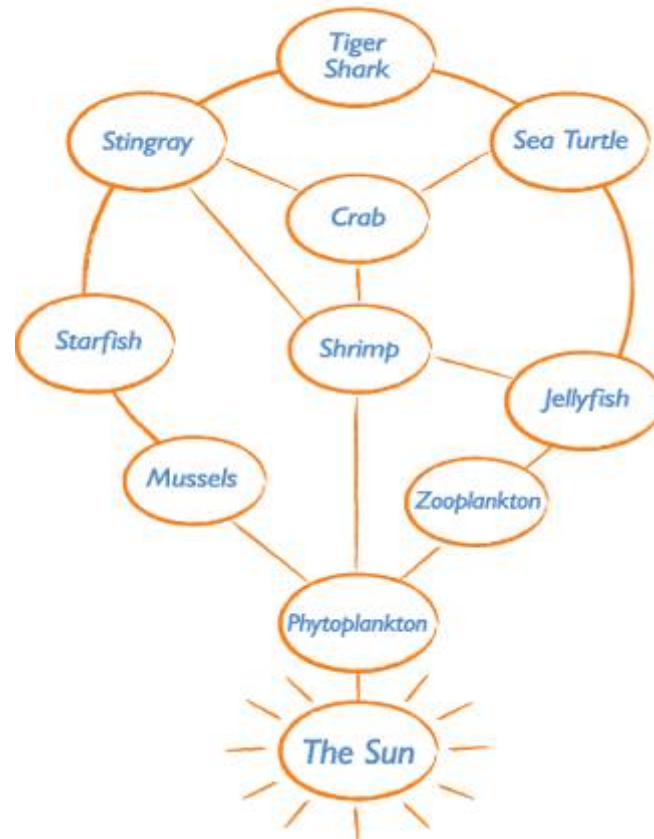 Tiger
Shark
Stingray
Sea Turtle
Crab
Starfish
Shrimp
Jellyfish
Mussels
Zooplankton
Phytoplankton
The Sun